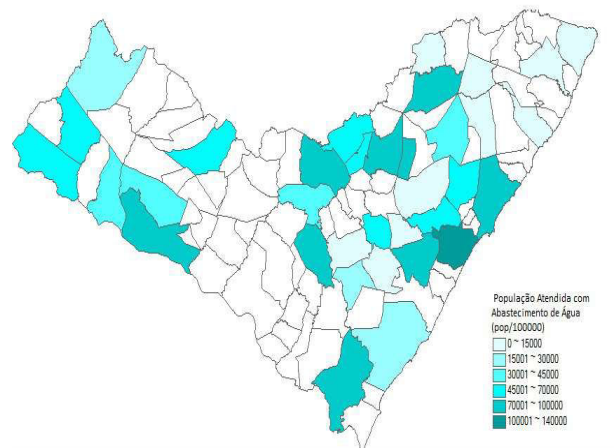 População Atendida com
Abastecimento de Água
(pop/100000)
0 ~ 15000
15001 ~ 30000
30001 ~ 45000
45001 ~ 70000
70001 ~ 100000
100001 ~ 140000